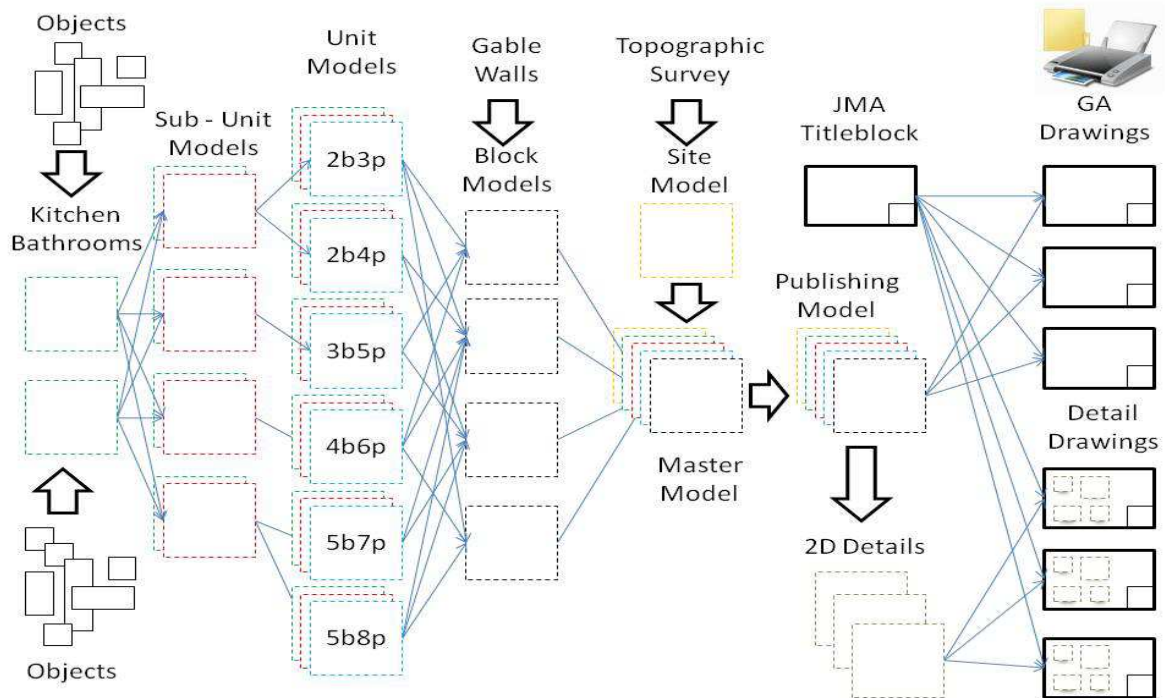 Objects
Kitchen
Bathrooms
Objects
Sub - Unit
Models
Unit
Models
2b3p
2b4p
3b5p
4b6p
5b7p
5b8p
Gable
Walls
Block
Models
Topographic
Survey
Site
Model
Master
Model
Publishing
Model
2D Details
JMA
Titleblock
GA
Drawings
Detail
Drawings